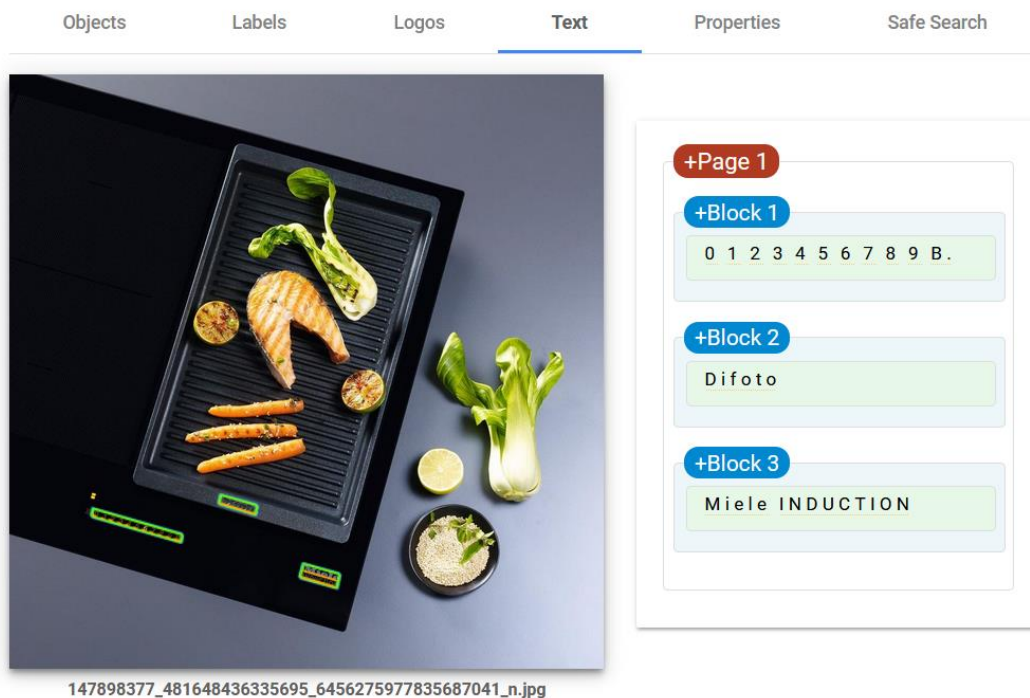 Objects Labels Logos Text Properties Safe Search
+Page 1
+Block 1
0 1 2 3 4 5 6 7 8 9 B.
+Block 2
Difoto
+Block 3
Miele INDUCTION
147898377_481648436335695_6456275977835687041_n.jpg